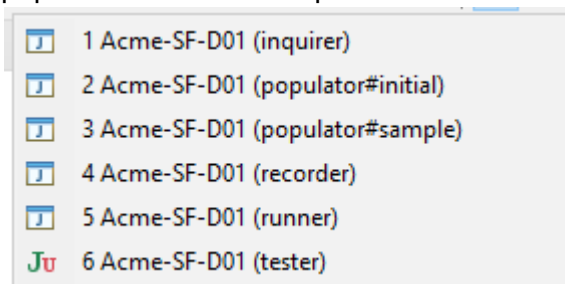 1 Acme-SF-D01 (inquirer)
2 Acme-SF-D01 (populator#initial)
3 Acme-SF-D01 (populator#sample)
4 Acme-SF-D01 (recorder)
5 Acme-SF-D01 (runner)
Ju 6 Acme-SF-D01 (tester)